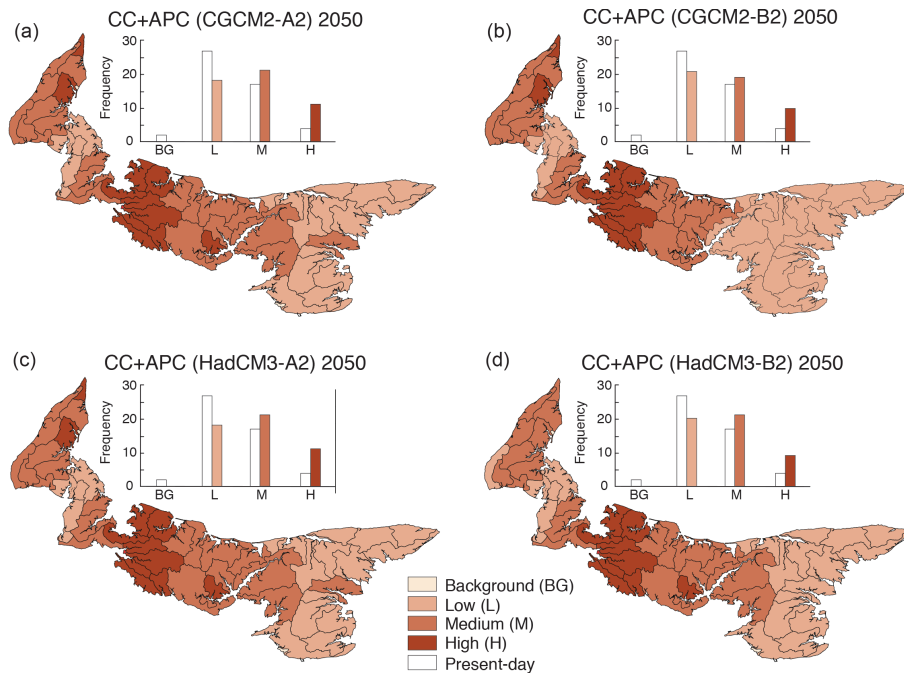 (a)
CC+APC (CGCM2-A2) 2050
Frequency
30
20
10
0
BG
L
M
H
(b)
CC+APC (CGCM2-B2) 2050
Frequency
30
20
10
0
BG
L
M
H
(c)
CC+APC (HadCM3-A2) 2050
Frequency
30
20
10
0
BG
L
M
H
(d)
CC+APC (HadCM3-B2) 2050
Frequency
30
20
10
0
BG
L
M
H
Background (BG)
Low (L)
Medium (M)
High (H)
Present-day